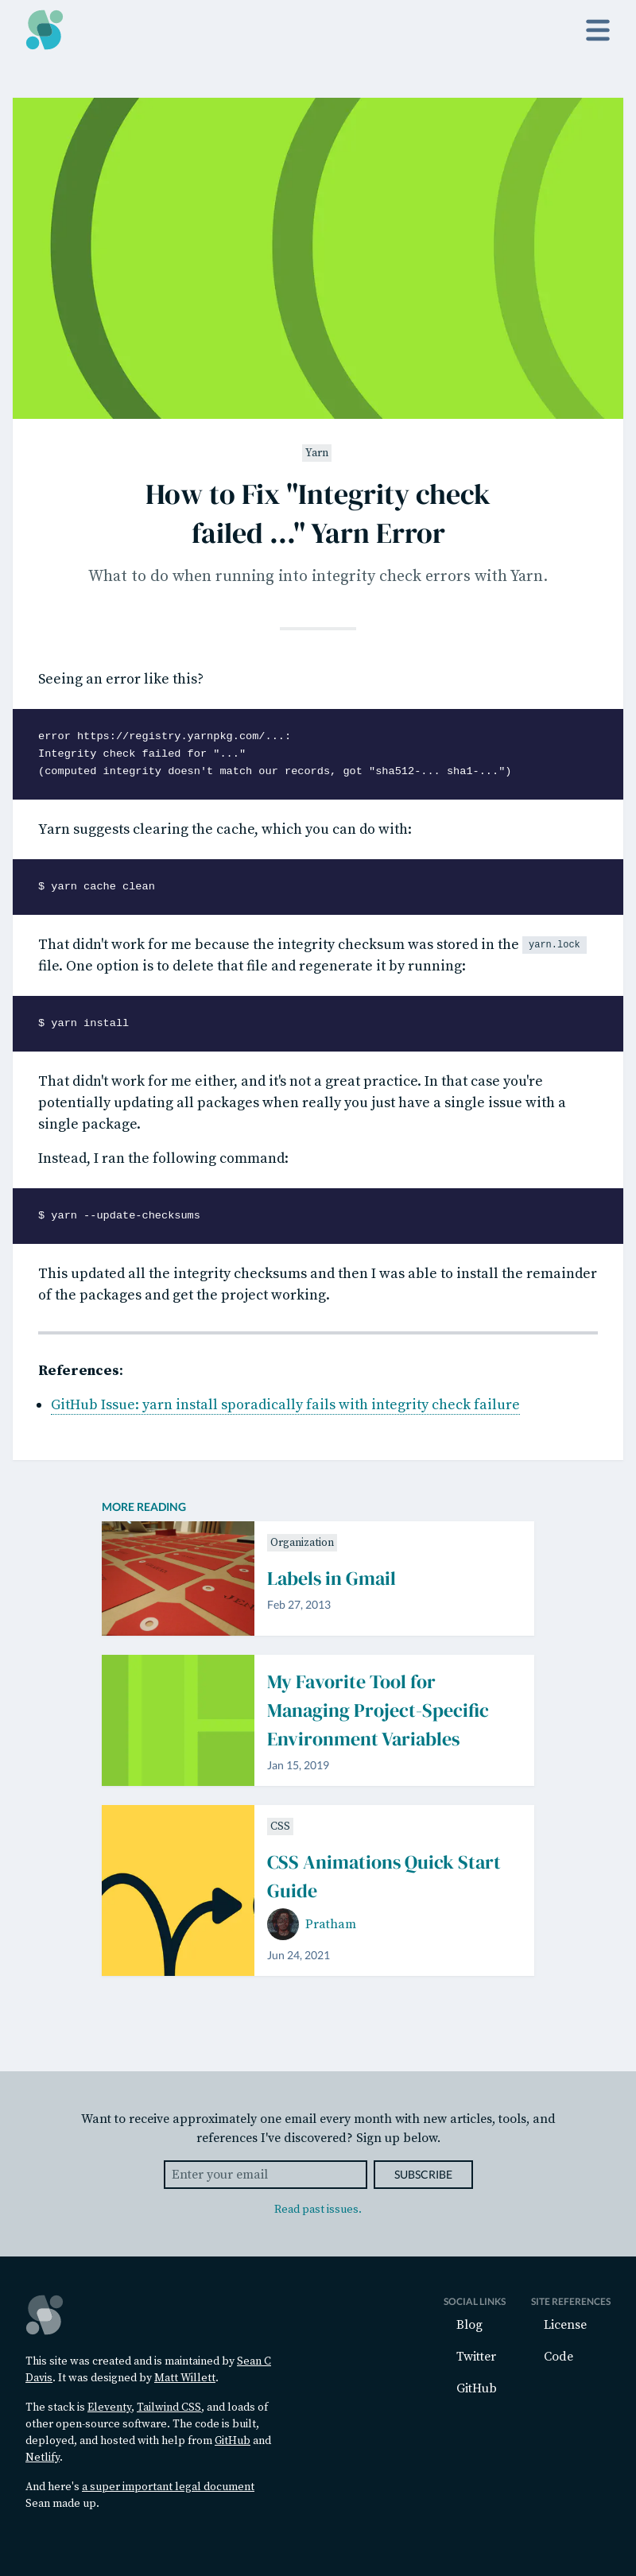 Yarn
How to Fix "Integrity check
failed ..." Yarn Error
What to do when running into integrity check errors with Yarn.
Seeing an error like this?
error https://registry.yarnpkg.com/...:
Integrity check failed for "..."
(computed integrity doesn't match our records, got "sha512-... sha1-...")
Yarn suggests clearing the cache, which you can do with:
$ yarn cache clean
That didn't work for me because the integrity checksum was stored in the yarn.lock
file. One option is to delete that file and regenerate it by running:
$ yarn install
That didn't work for me either, and it's not a great practice. In that case you're
potentially updating all packages when really you just have a single issue with a
single package.
Instead, I ran the following command:
$ yarn --update-checksums
This updated all the integrity checksums and then I was able to install the remainder
of the packages and get the project working.
References:
GitHub Issue: yarn install sporadically fails with integrity check failure
MORE READING
Organization
Labels in Gmail
Feb 27, 2013
My Favorite Tool for
Managing Project-Specific
Environment Variables
Jan 15, 2019
CSS
CSS Animations Quick Start
Guide
Pratham
Jun 24, 2021
Want to receive approximately one email every month with new articles, tools, and
references I've discovered? Sign up below.
Enter your email
SUBSCRIBE
Read past issues.
This site was created and is maintained by Sean C
Davis. It was designed by Matt Willett.
The stack is Eleventy, Tailwind CSS, and loads of
other open-source software. The code is built,
deployed, and hosted with help from GitHub and
Netlify.
And here's a super important legal document
Sean made up.
SOCIAL LINKS
Blog
Twitter
GitHub
SITE REFERENCES
License
Code